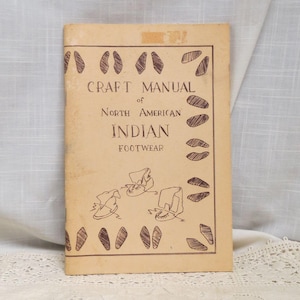 CRAFT MANUAL
of
NORTH AMERICAN
INDIAN
FOOTWEAR